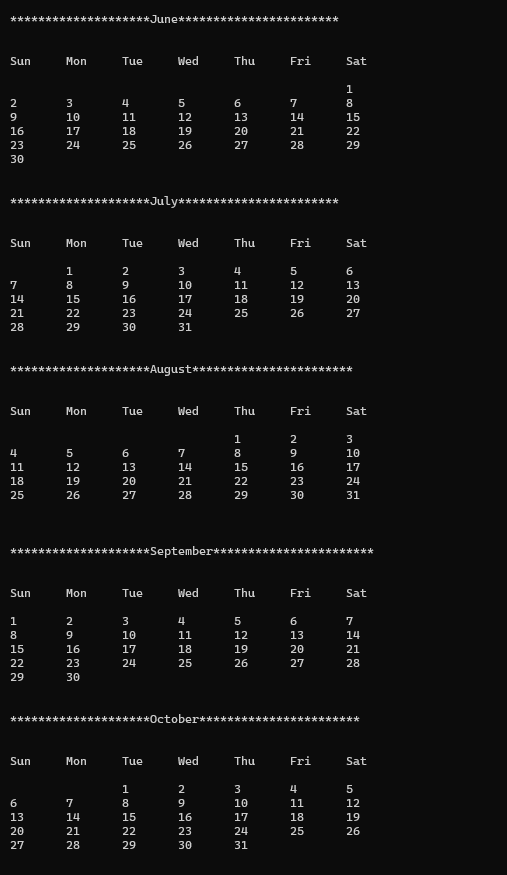 ********************June***********************
Sun     Mon     Tue     Wed     Thu     Fri     Sat
                                                1
2       3       4       5       6       7       8
9       10      11      12      13      14      15
16      17      18      19      20      21      22
23      24      25      26      27      28      29
30
********************July***********************
Sun     Mon     Tue     Wed     Thu     Fri     Sat
        1       2       3       4       5       6
7       8       9       10      11      12      13
14      15      16      17      18      19      20
21      22      23      24      25      26      27
28      29      30      31
********************August***********************
Sun     Mon     Tue     Wed     Thu     Fri     Sat
                                1       2       3
4       5       6       7       8       9       10
11      12      13      14      15      16      17
18      19      20      21      22      23      24
25      26      27      28      29      30      31
********************September***********************
Sun     Mon     Tue     Wed     Thu     Fri     Sat
1       2       3       4       5       6       7
8       9       10      11      12      13      14
15      16      17      18      19      20      21
22      23      24      25      26      27      28
29      30
********************October***********************
Sun     Mon     Tue     Wed     Thu     Fri     Sat
                1       2       3       4       5
6       7       8       9       10      11      12
13      14      15      16      17      18      19
20      21      22      23      24      25      26
27      28      29      30      31